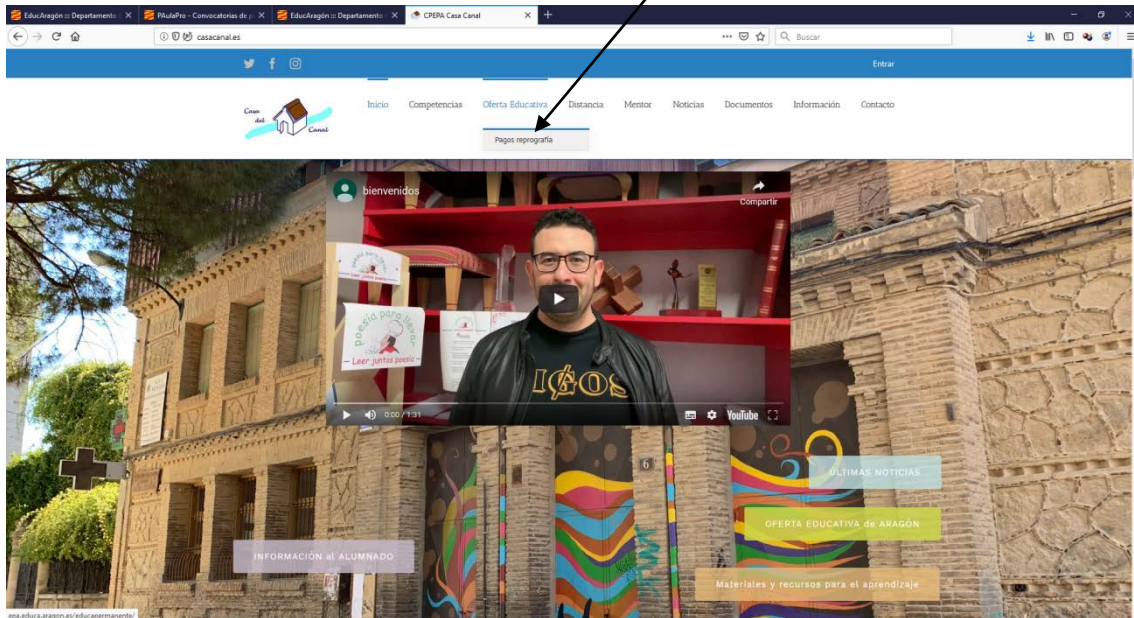 EducAragón ::: Departamento
PAulaPro - Convocatorias de p
EducAragón ::: Departamento
CPEPA Casa Canal
casacanal.es
Buscar
Entrar
Casa
del
Canal
Inicio Competencias Oferta Educativa Distancia Mentor Noticias Documentos Información Contacto
Pagos reprografía
bienvenidos
Compartir
poesía para llevar
- Leer juntos poesía -
0:00 / 1:31
YouTube
6
ÚLTIMAS NOTICIAS
OFERTA EDUCATIVA de ARAGÓN
INFORMACIÓN al ALUMNADO
Materiales y recursos para el aprendizaje
epa.educa.aragon.es/educapermanente/